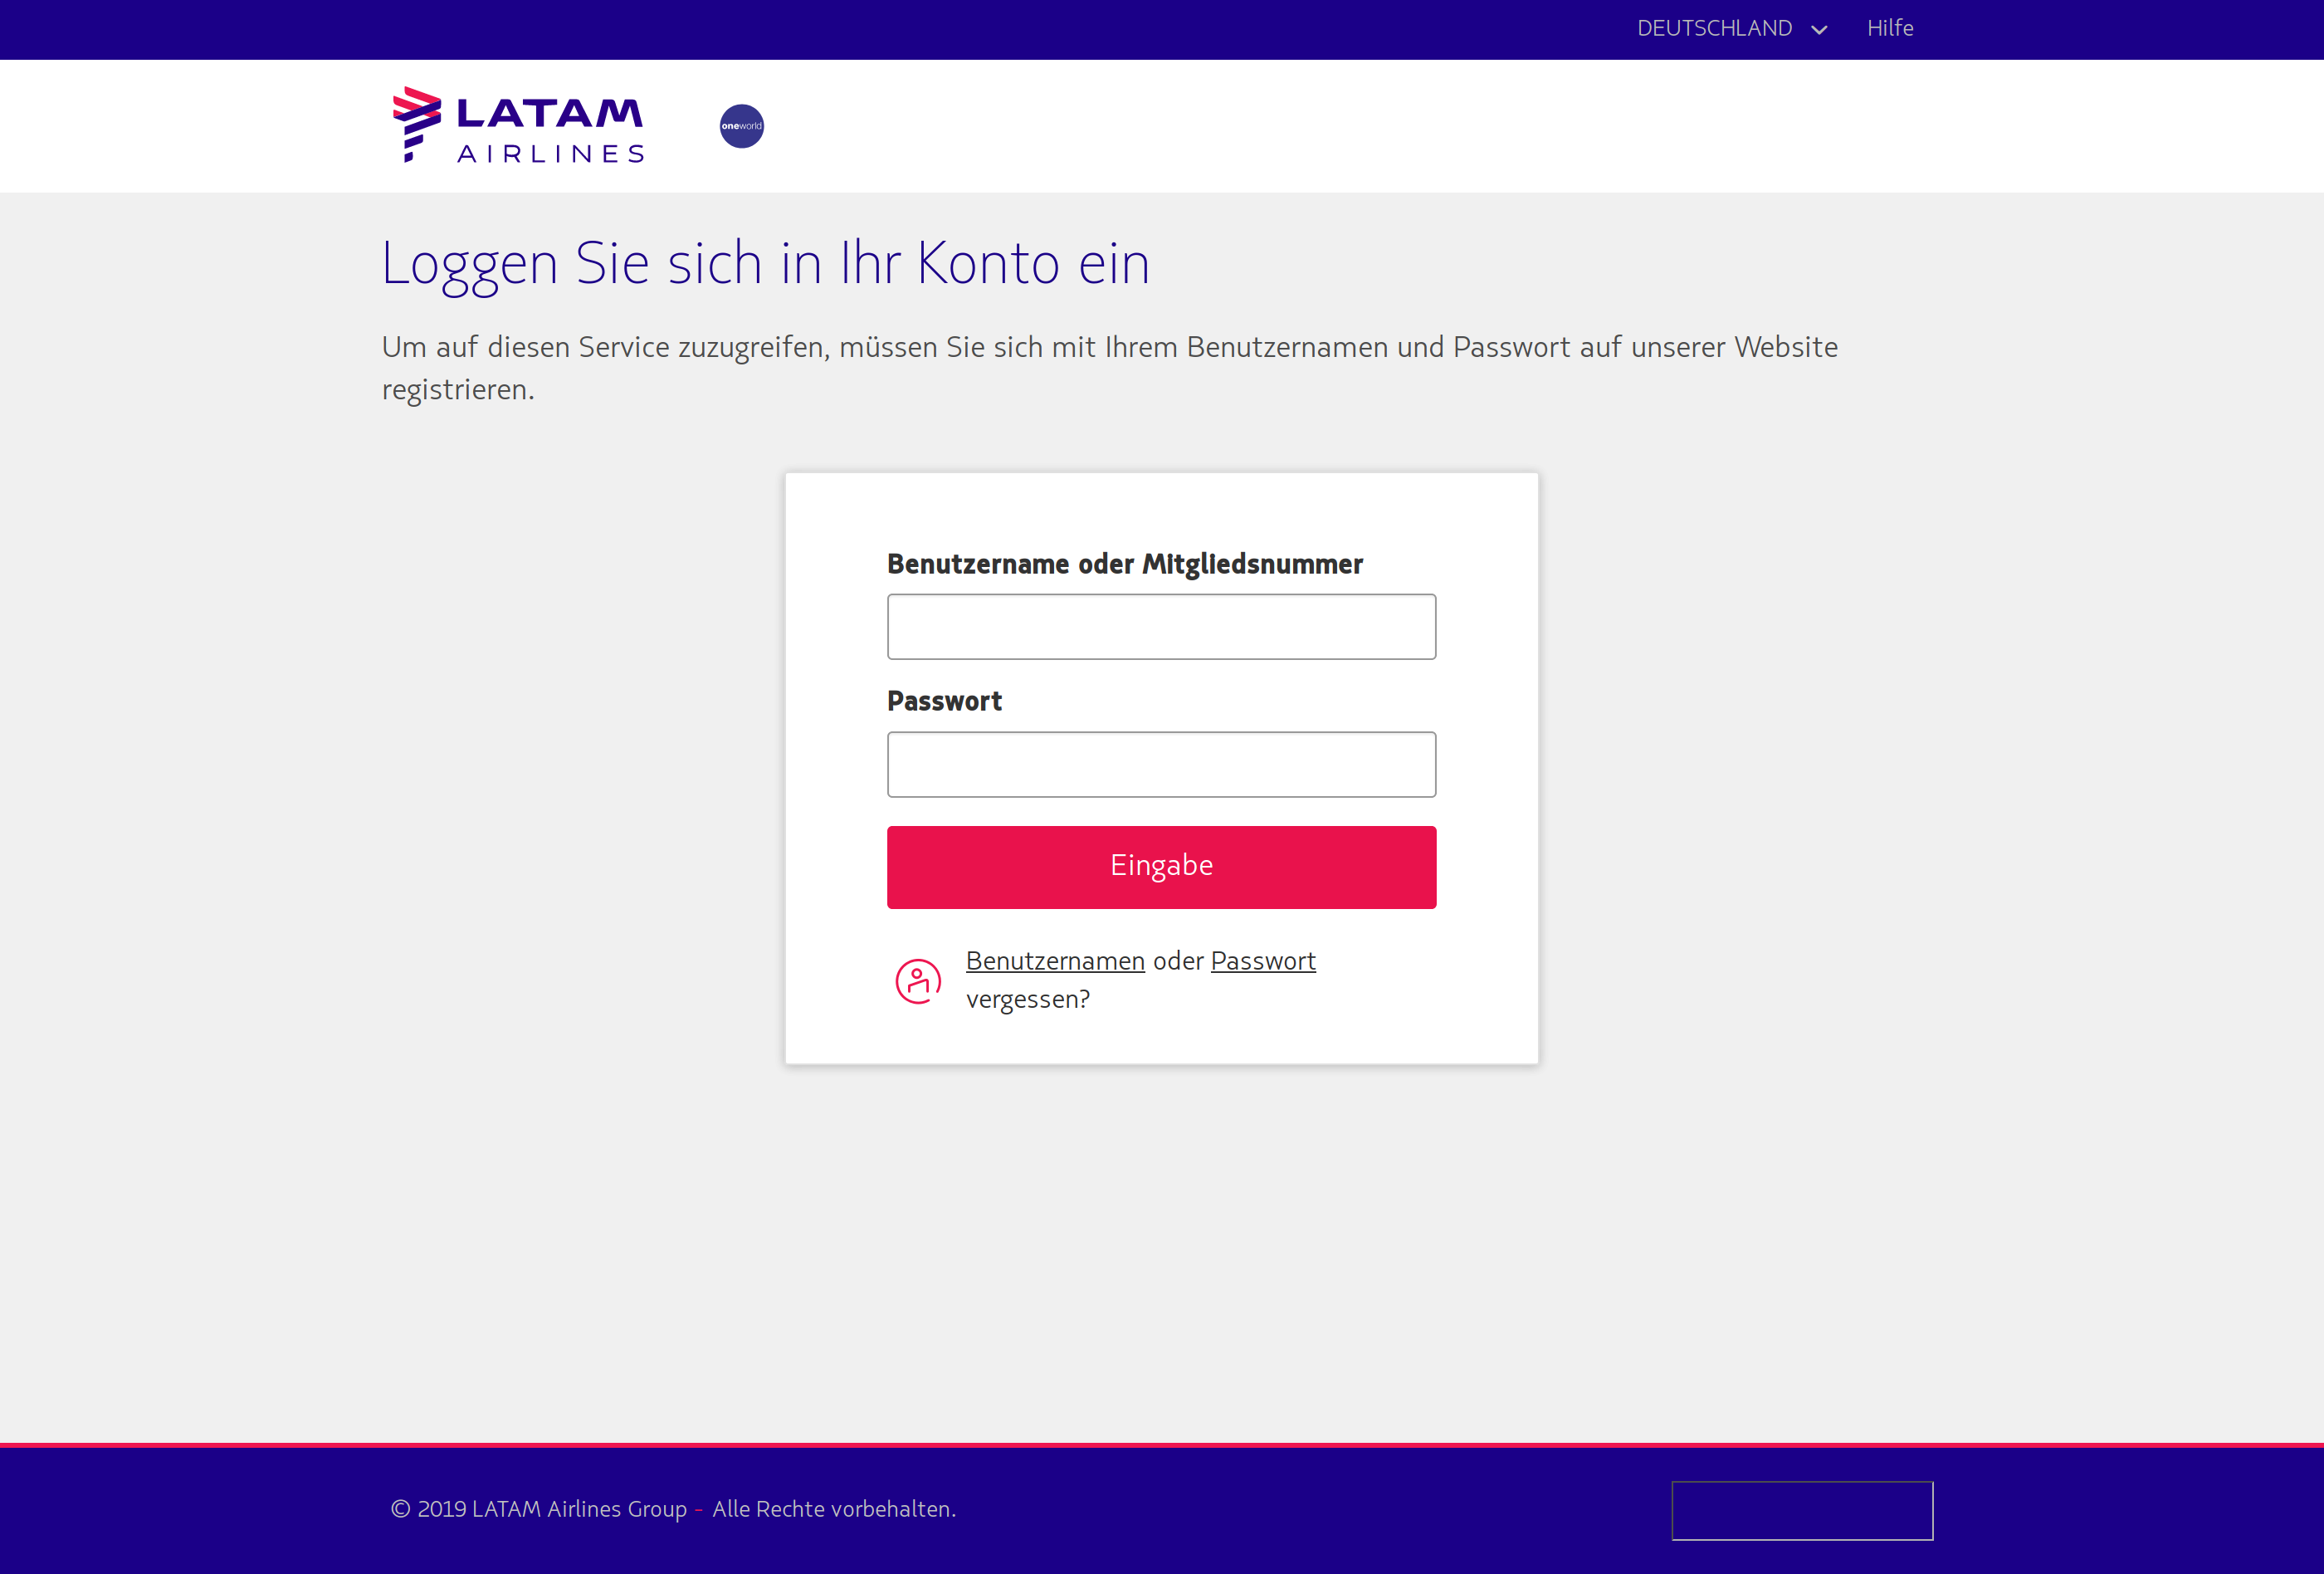 DEUTSCHLAND Hilfe
LATAM
AIRLINES
oneworld
Loggen Sie sich in Ihr Konto ein
Um auf diesen Service zuzugreifen, müssen Sie sich mit Ihrem Benutzernamen und Passwort auf unserer Website
registrieren.
Benutzername oder Mitgliedsnummer
Passwort
Eingabe
Benutzernamen oder Passwort
vergessen?
© 2019 LATAM Airlines Group - Alle Rechte vorbehalten.